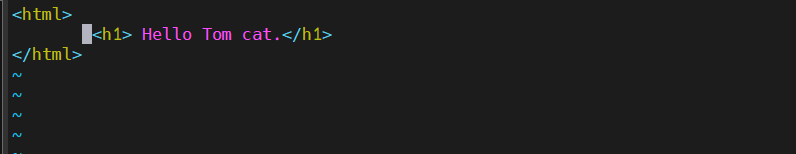 <html>
        <h1> Hello Tom cat.</h1>
</html>
~
~
~
~
~